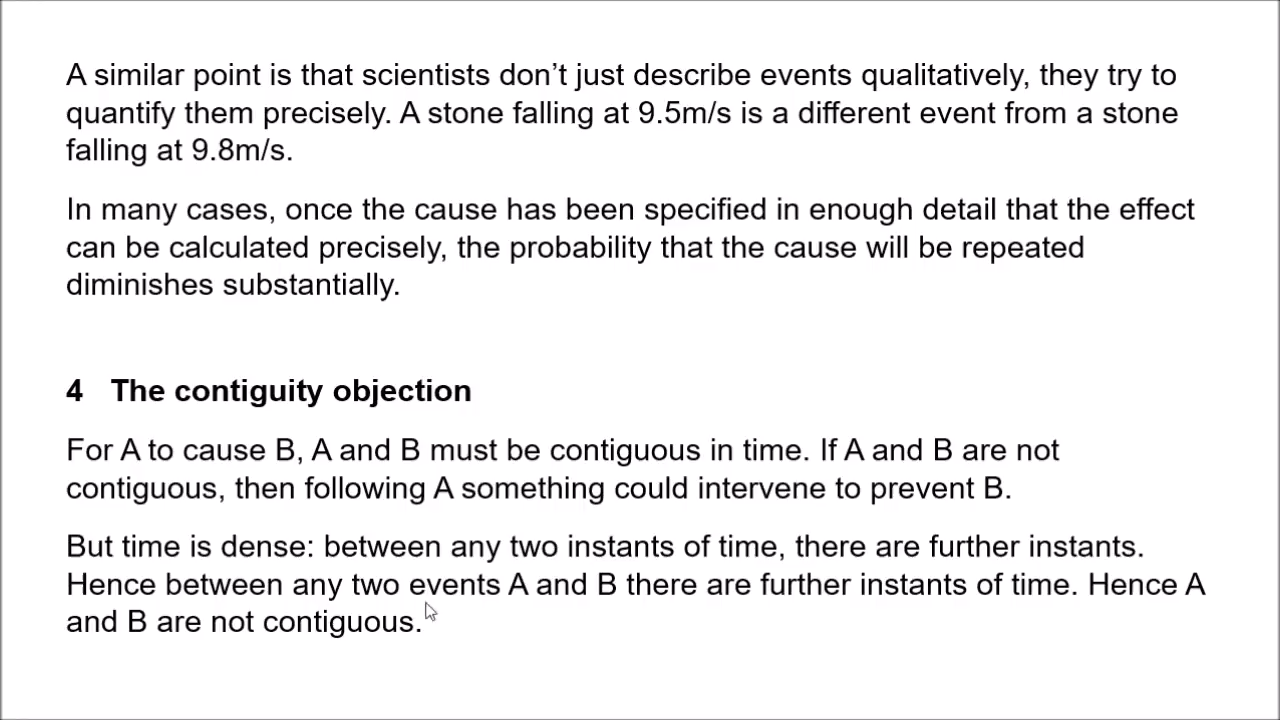 A similar point is that scientists don’t just describe events qualitatively, they try to
quantify them precisely. A stone falling at 9.5m/s is a different event from a stone
falling at 9.8m/s.
In many cases, once the cause has been specified in enough detail that the effect
can be calculated precisely, the probability that the cause will be repeated
diminishes substantially.
4 The contiguity objection
For A to cause B, A and B must be contiguous in time. If A and B are not
contiguous, then following A something could intervene to prevent B.
But time is dense: between any two instants of time, there are further instants.
Hence between any two events A and B there are further instants of time. Hence A
and B are not contiguous.